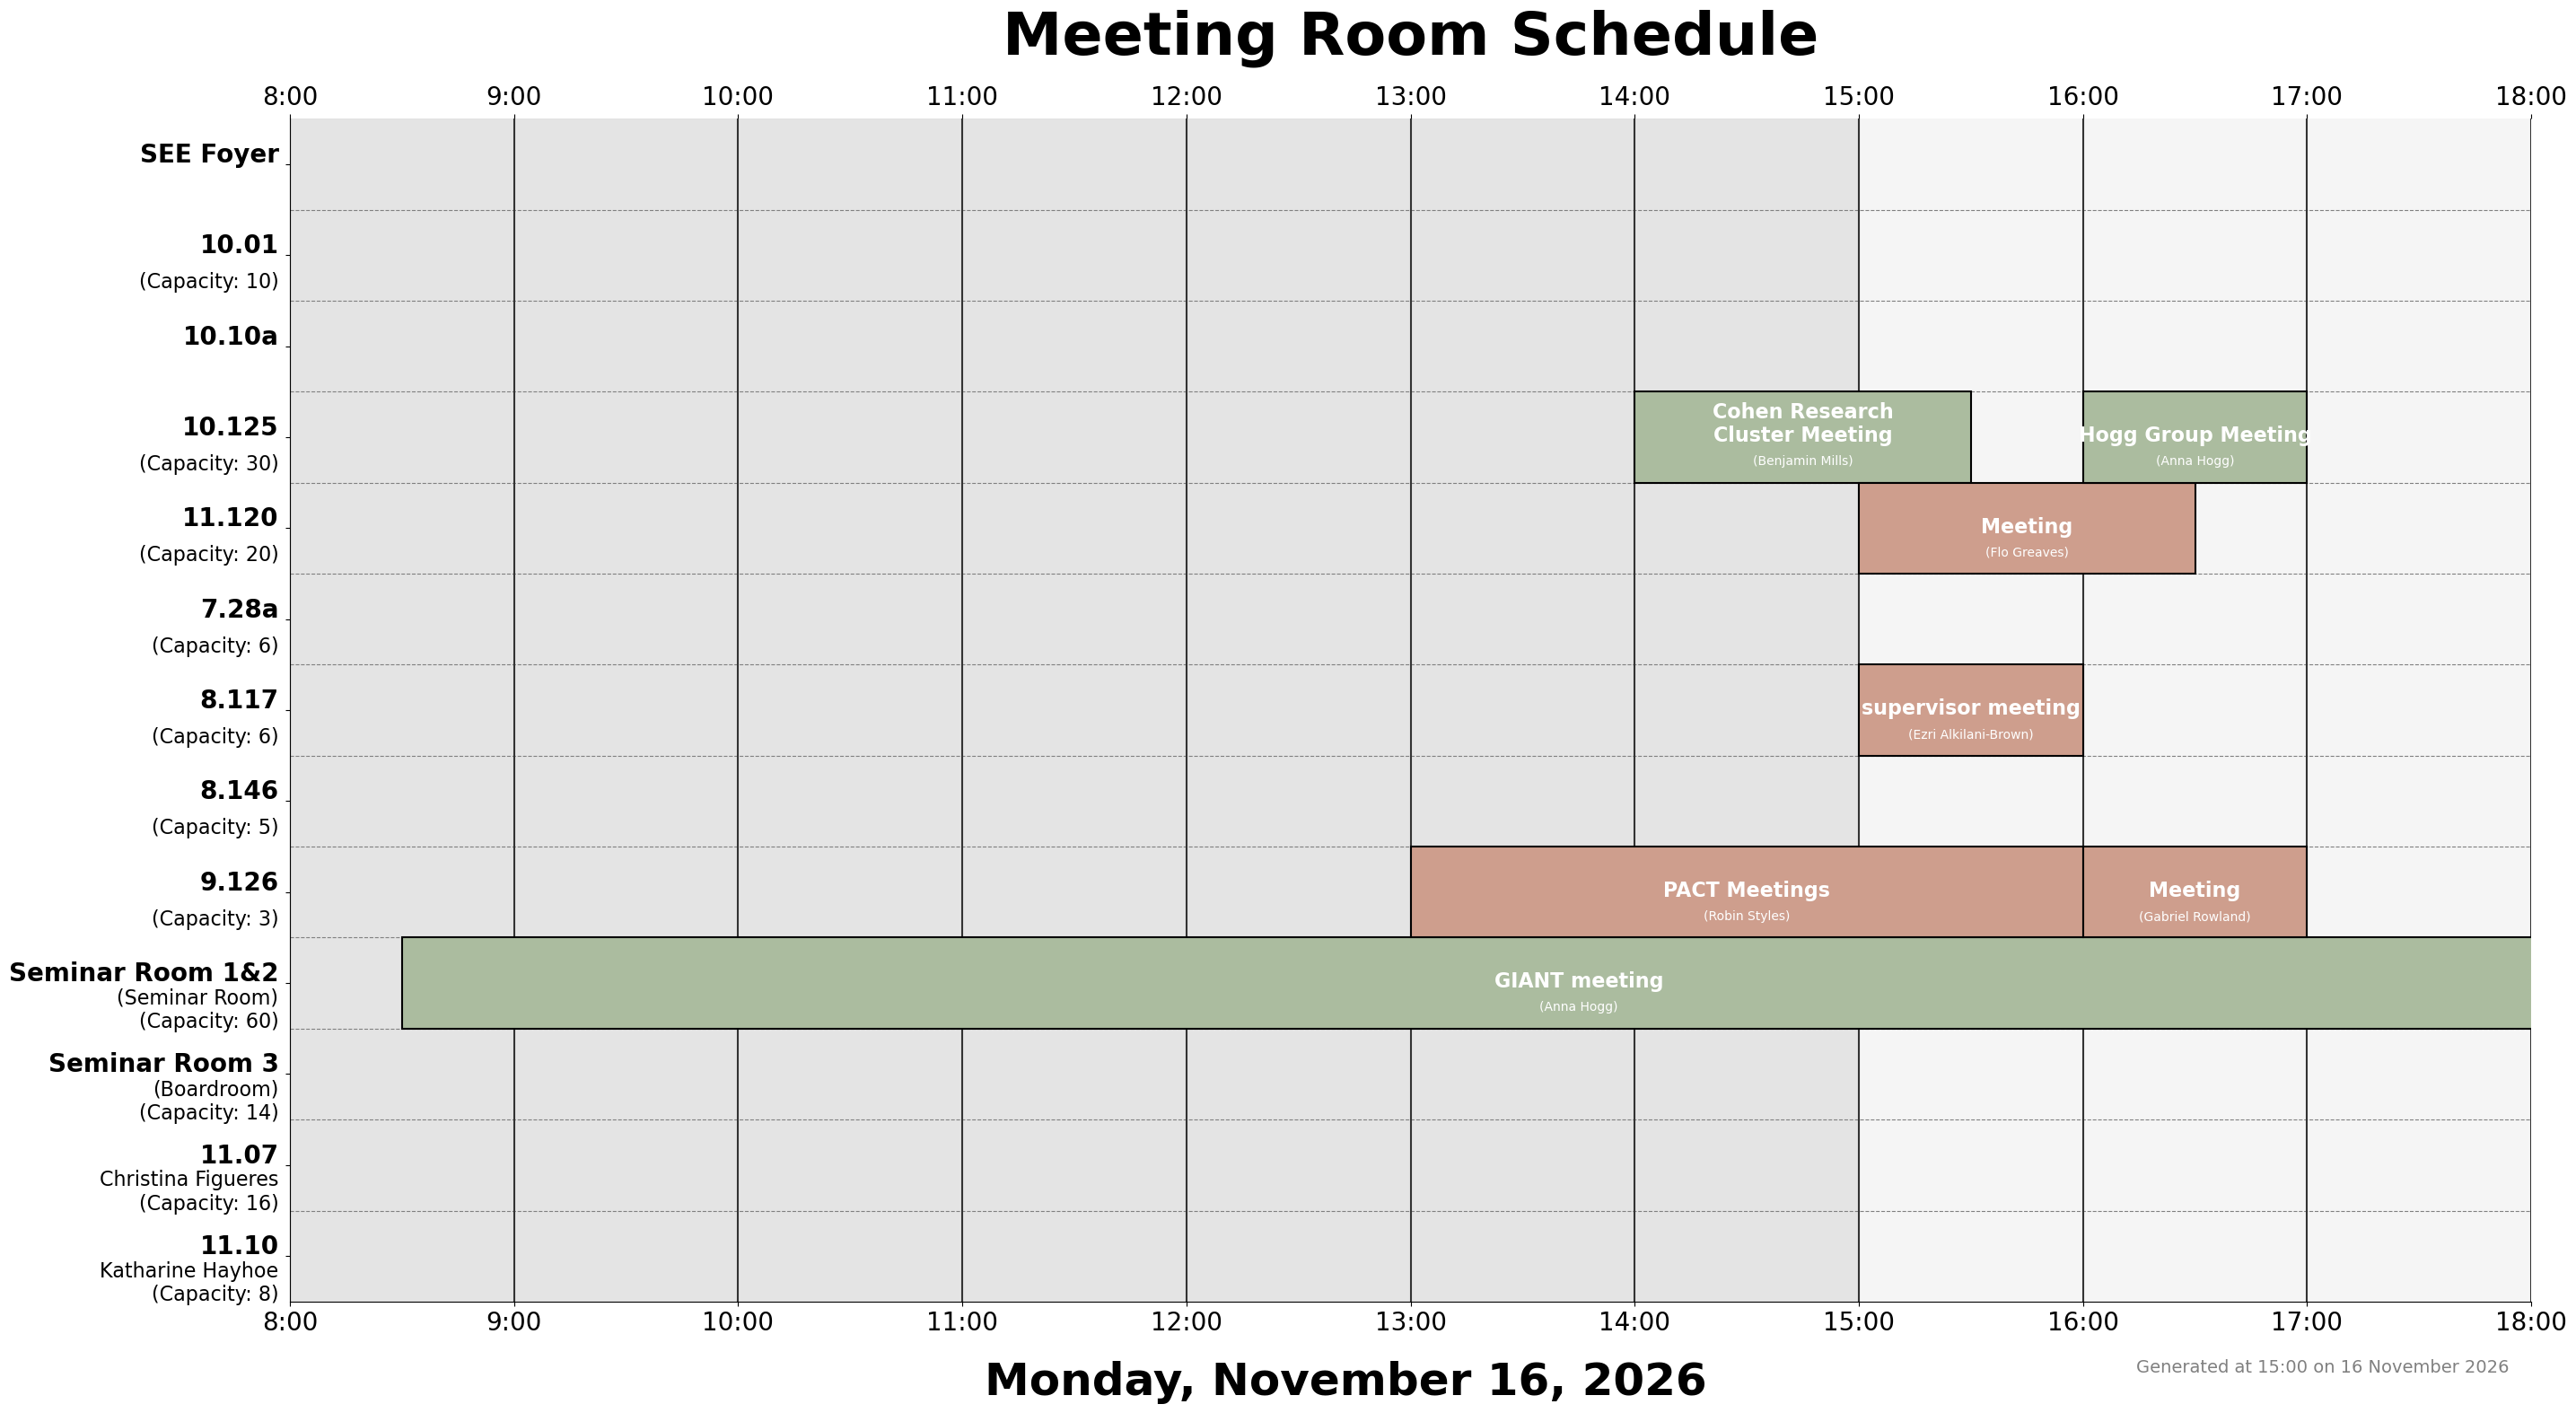 Meeting Room Schedule
8:00 9:00 10:00 11:00 12:00 13:00 14:00 15:00 16:00 17:00 18:00
SEE Foyer
10.01
(Capacity: 10)
10.10a
10.125
(Capacity: 30)
Cohen Research
Cluster Meeting
(Benjamin Mills)
Hogg Group Meeting
(Anna Hogg)
11.120
(Capacity: 20)
Meeting
(Flo Greaves)
7.28a
(Capacity: 6)
8.117
(Capacity: 6)
supervisor meeting
(Ezri Alkilani-Brown)
8.146
(Capacity: 5)
9.126
(Capacity: 3)
PACT Meetings
(Robin Styles)
Meeting
(Gabriel Rowland)
Seminar Room 1&2
(Seminar Room)
(Capacity: 60)
GIANT meeting
(Anna Hogg)
Seminar Room 3
(Boardroom)
(Capacity: 14)
11.07
Christina Figueres
(Capacity: 16)
11.10
Katharine Hayhoe
(Capacity: 8)
8:00 9:00 10:00 11:00 12:00 13:00 14:00 15:00 16:00 17:00 18:00
Monday, November 16, 2026
Generated at 15:00 on 16 November 2026